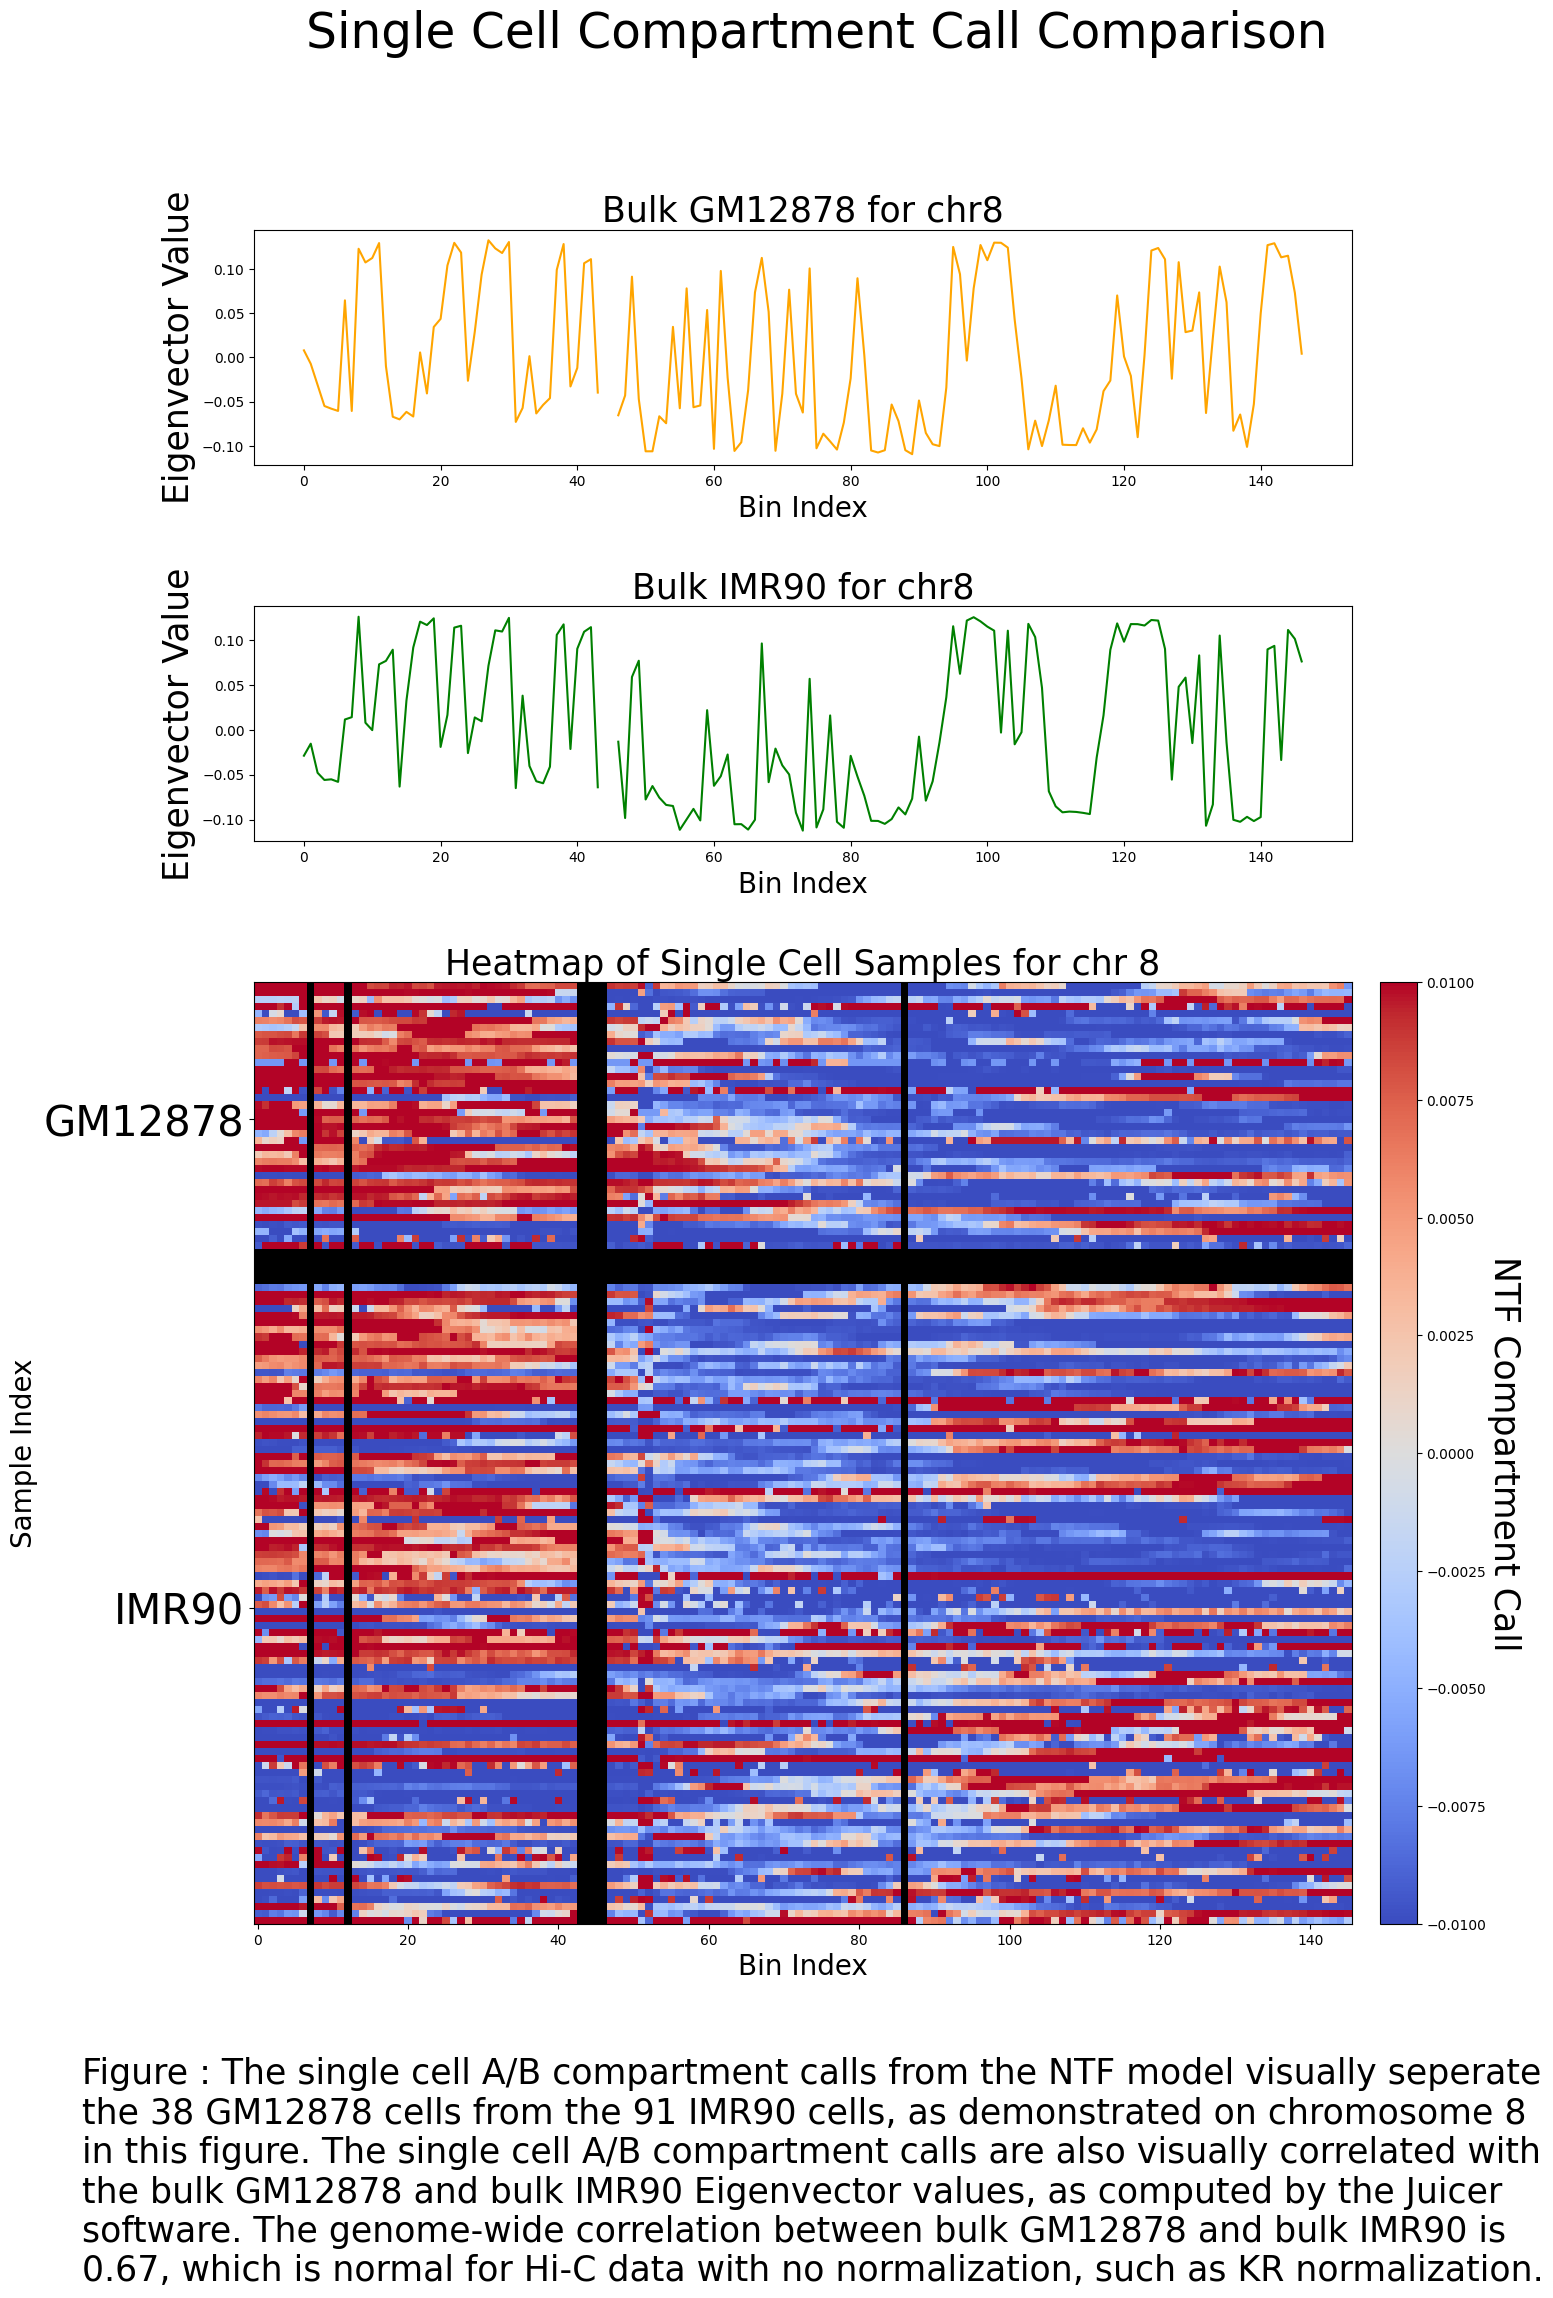 Single Cell Compartment Call Comparison
Bulk GM12878 for chr8
Eigenvector Value
0.10
0.05
0.00
−0.05
−0.10
0 20 40 60 80 100 120 140
Bin Index
Bulk IMR90 for chr8
Eigenvector Value
0.10
0.05
0.00
−0.05
−0.10
0 20 40 60 80 100 120 140
Bin Index
Heatmap of Single Cell Samples for chr 8
Sample Index
GM12878
IMR90
0 20 40 60 80 100 120 140
Bin Index
0.0100
0.0075
0.0050
0.0025
0.0000
−0.0025
−0.0050
−0.0075
−0.0100
NTF Compartment Call
Figure : The single cell A/B compartment calls from the NTF model visually seperate
the 38 GM12878 cells from the 91 IMR90 cells, as demonstrated on chromosome 8
in this figure. The single cell A/B compartment calls are also visually correlated with
the bulk GM12878 and bulk IMR90 Eigenvector values, as computed by the Juicer
software. The genome-wide correlation between bulk GM12878 and bulk IMR90 is
0.67, which is normal for Hi-C data with no normalization, such as KR normalization.